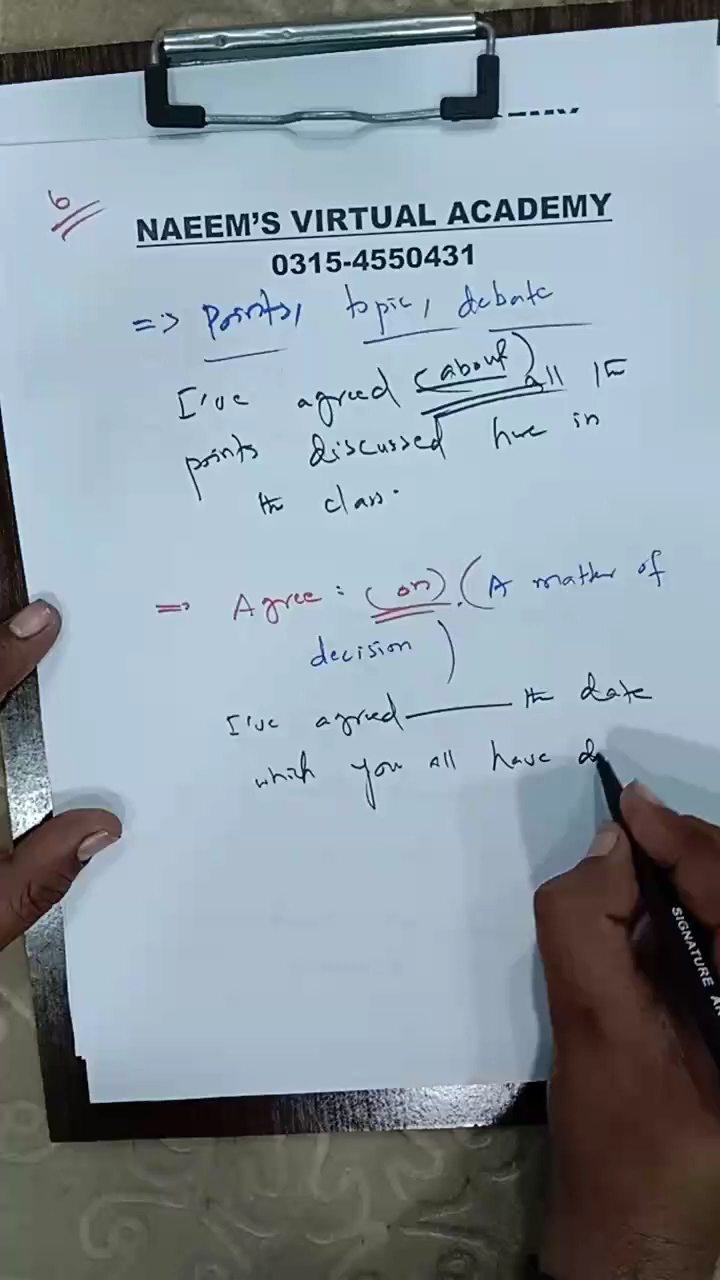 6
NAEEM'S VIRTUAL ACADEMY
0315-4550431
=> Points, topic, debate
I've agreed (about) all the
points discussed here in
the class.
=> Agree: (on). (A matter of
decision)
I've agreed ______ the date
which you all have d